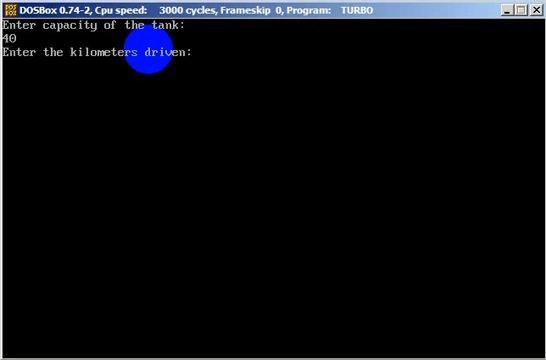 DOSBox 0.74-2, Cpu speed: 3000 cycles, Frameskip 0, Program: TURBO
Enter capacity of the tank:
40
Enter the kilometers driven: